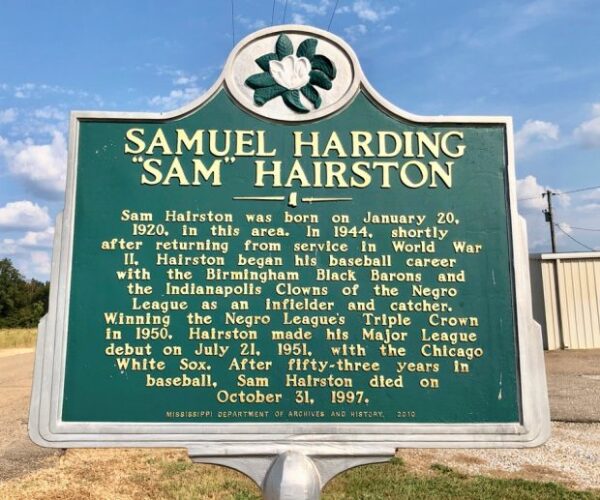 SAMUEL HARDING
"SAM" HAIRSTON
Sam Hairston was born on January 20,
1920, in this area. In 1944, shortly
after returning from service in World War
II, Hairston began his baseball career
with the Birmingham Black Barons and
the Indianapolis Clowns of the Negro
League as an infielder and catcher.
Winning the Negro League's Triple Crown
in 1950, Hairston made his Major League
debut on July 21, 1951, with the Chicago
White Sox. After fifty-three years in
baseball, Sam Hairston died on
October 31, 1997.
MISSISSIPPI DEPARTMENT OF ARCHIVES AND HISTORY, 2010